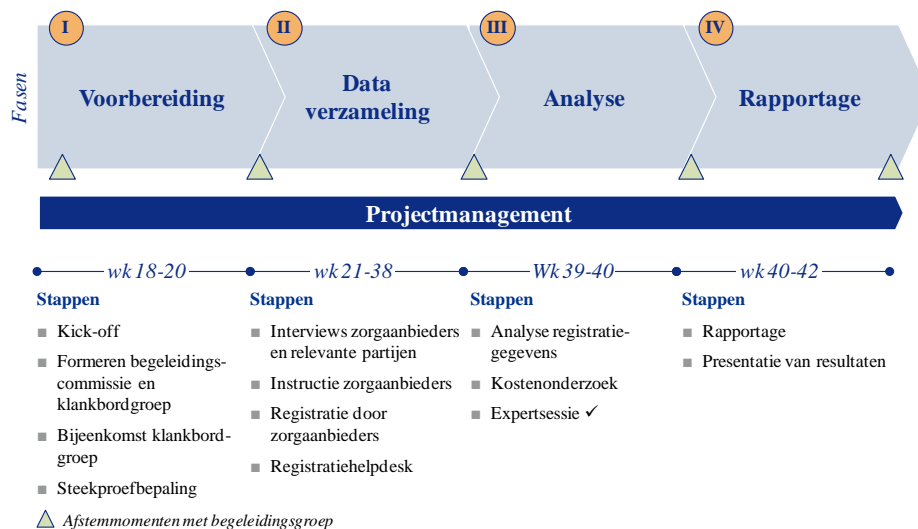 I
II
III
IV
Fasen
Voorbereiding
Data
verzameling
Analyse
Rapportage
Projectmanagement
wk 18-20
wk 21-38
Wk 39-40
wk 40-42
Stappen
Kick-off
Formeren begeleidings-
commissie en
klankbordgroep
Bijeenkomst klankbord-
groep
Steekproefbepaling
Stappen
Interviews zorgaanbieders
en relevante partijen
Instructie zorgaanbieders
Registratie door
zorgaanbieders
Registratiehelpdesk
Stappen
Analyse registratie-
gegevens
Kostenonderzoek
Expertsessie ✓
Stappen
Rapportage
Presentatie van resultaten
Afstemmomenten met begeleidingsgroep